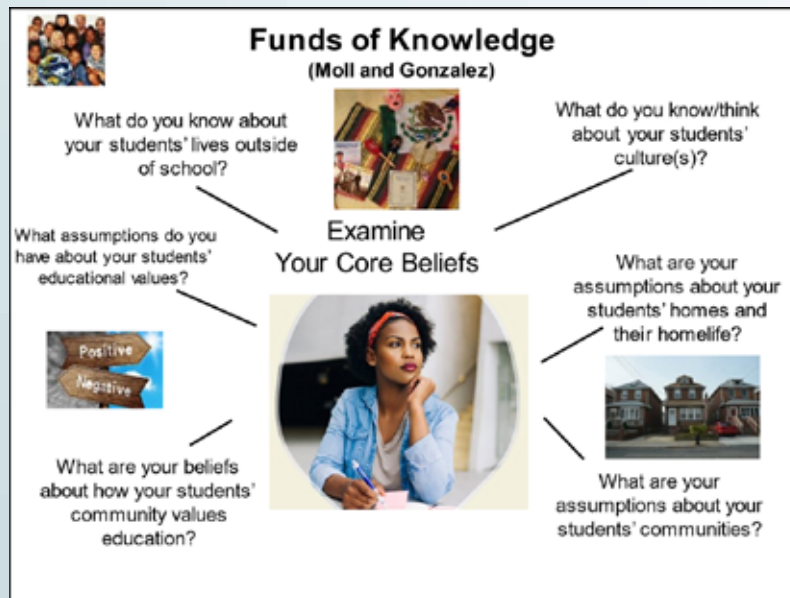 Funds of Knowledge
(Moll and Gonzalez)
What do you know about
your students' lives outside
of school?
What do you know/think
about your students'
culture(s)?
Examine
Your Core Beliefs
What assumptions do you
have about your students'
educational values?
What are your
assumptions about your
students' homes and
their homelife?
Positive
Negative
What are your beliefs
about how your students'
community values
education?
What are your
assumptions about your
students' communities?